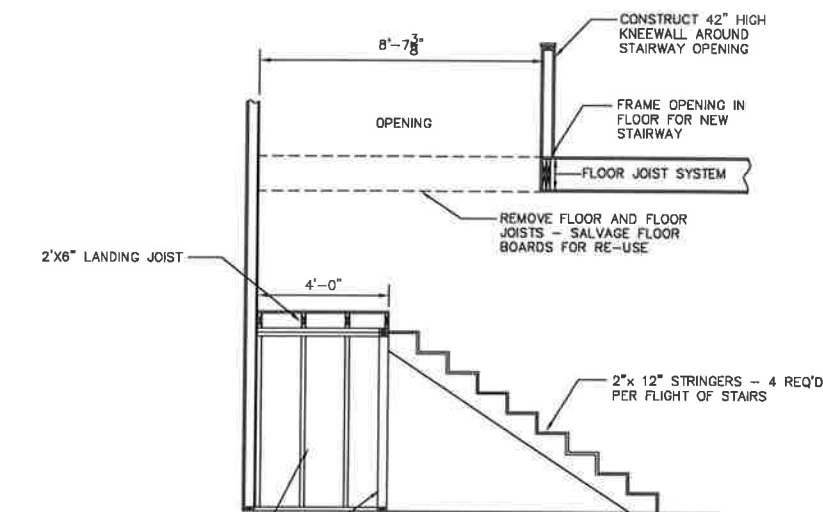 CONSTRUCT 42" HIGH
KNEEWALL AROUND
STAIRWAY OPENING
8'-7 3/8"
FRAME OPENING IN
FLOOR FOR NEW
STAIRWAY
OPENING
FLOOR JOIST SYSTEM
REMOVE FLOOR AND FLOOR
JOISTS - SALVAGE FLOOR
BOARDS FOR RE-USE
2'X6" LANDING JOIST
4'-0"
2"x 12" STRINGERS - 4 REQ'D
PER FLIGHT OF STAIRS